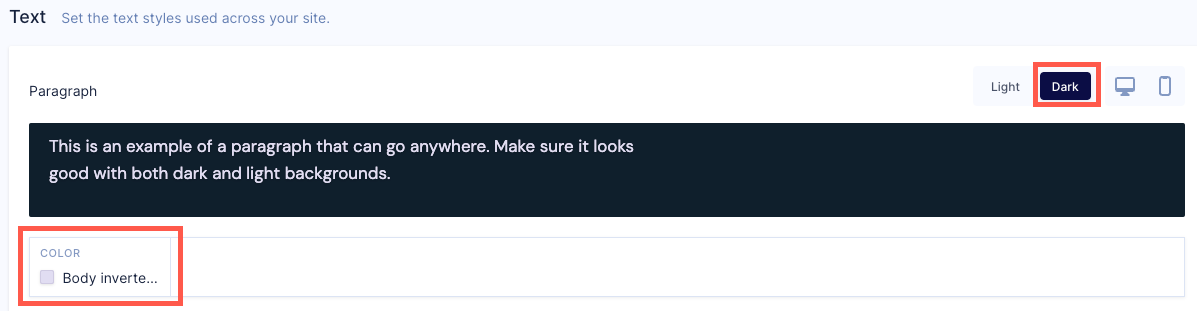 Text Set the text styles used across your site.
Paragraph Light Dark
This is an example of a paragraph that can go anywhere. Make sure it looks
good with both dark and light backgrounds.
COLOR
Body inverte...